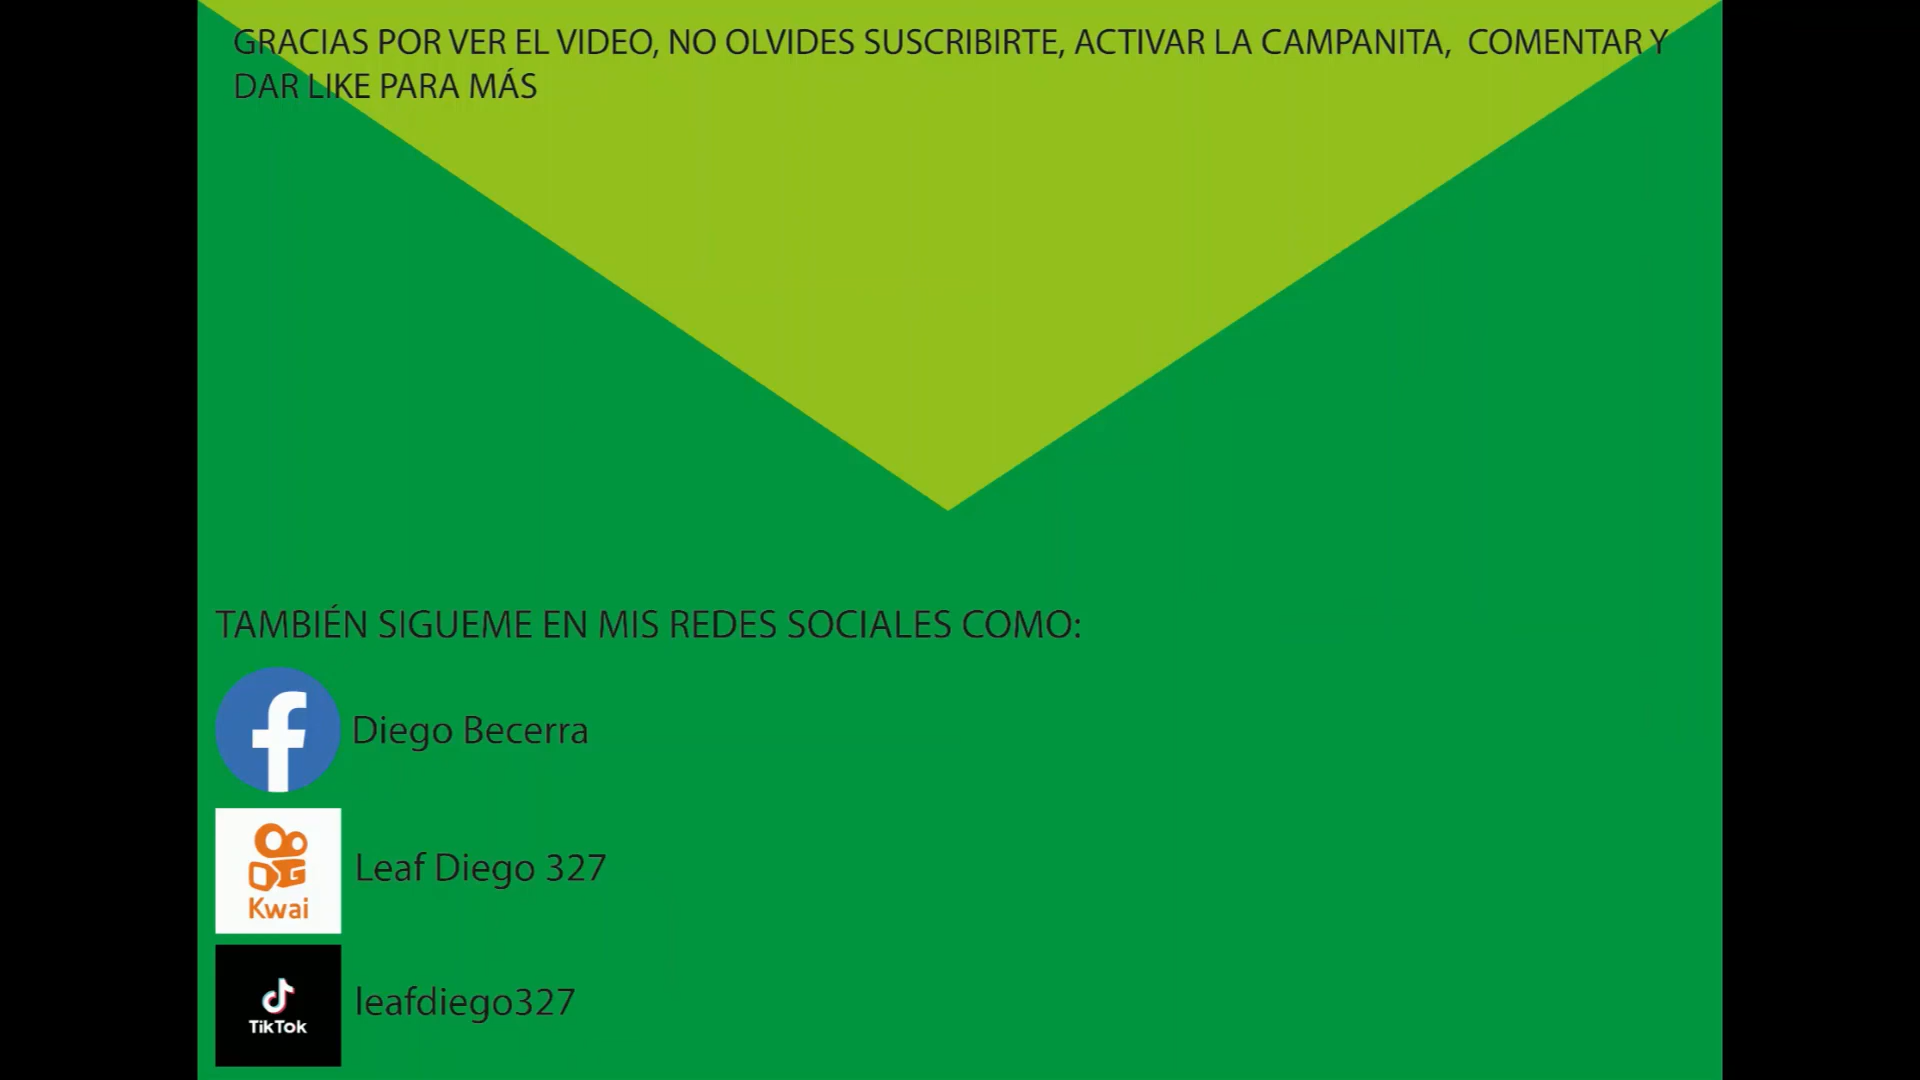 GRACIAS POR VER EL VIDEO, NO OLVIDES SUSCRIBIRTE, ACTIVAR LA CAMPANITA, COMENTAR Y
DAR LIKE PARA MÁS
TAMBIÉN SIGUEME EN MIS REDES SOCIALES COMO:
Diego Becerra
Kwai
Leaf Diego 327
TikTok
leafdiego327